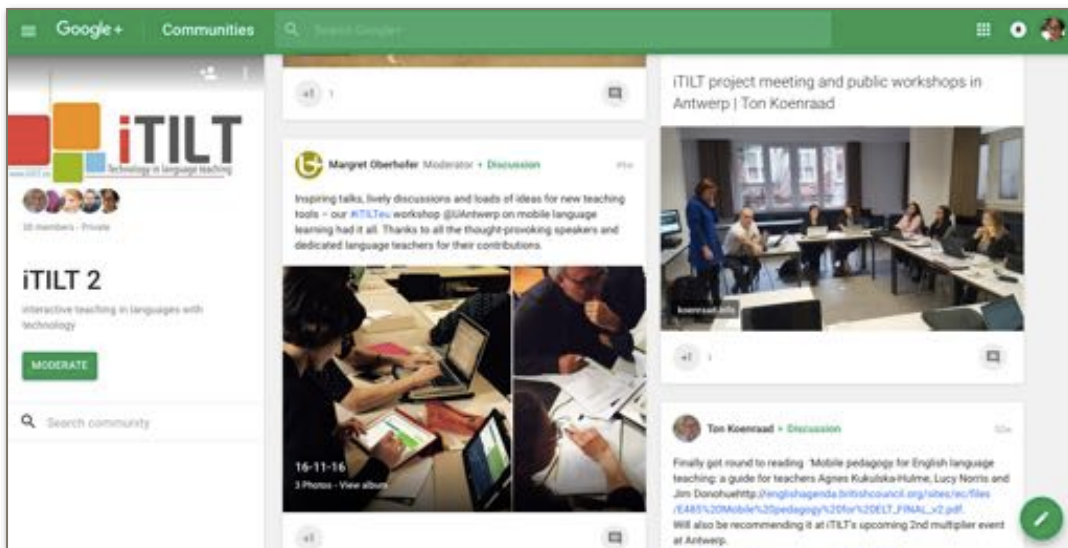 Google+ Communities Search Google+
iTILT
Technology in language teaching
members - Private
iTILT 2
interactive teaching in languages with
technology
MODERATE
Search community
+1 1
Margret Oberhofer Moderator › Discussion
Inspiring talks, lively discussions and loads of ideas for new teaching
tools – our #iTILTeu workshop @UAntwerp on mobile language
learning had it all. Thanks to all the thought-provoking speakers and
dedicated language teachers for their contributions.
16-11-16
3 Photos - View album
+1
iTILT project meeting and public workshops in
Antwerp | Ton Koenraad
koenraad.info
+1 1
Ton Koenraad › Discussion
Finally got round to reading 'Mobile pedagogy for English language
teaching: a guide for teachers Agnes Kukulska-Hulme, Lucy Norris and
Jim Donohuehttp://englishagenda.britishcouncil.org/sites/ec/files
/E485%20Mobile%20pedagogy%20for%20ELT_FINAL_v2.pdf.
Will also be recommending it at iTILT's upcoming 2nd multiplier event
at Antwerp.